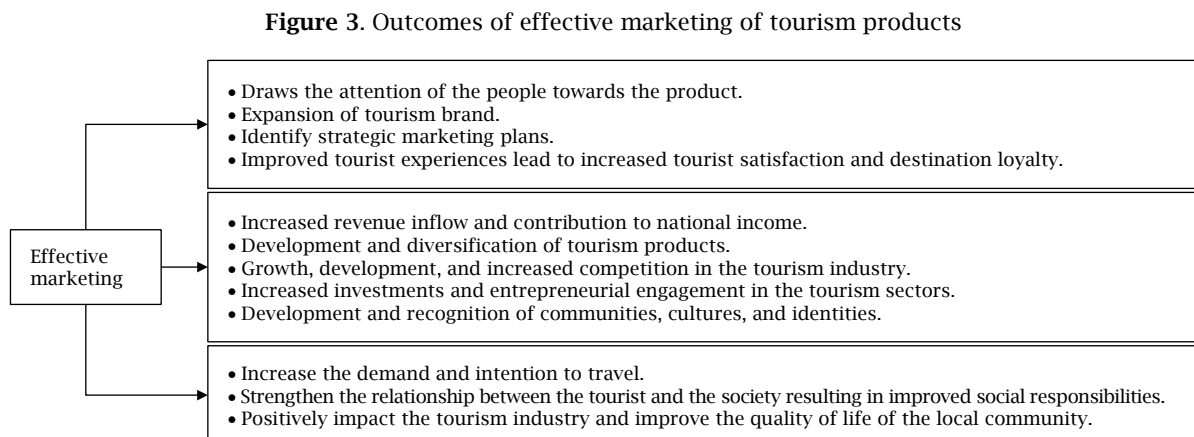 Figure 3. Outcomes of effective marketing of tourism products
• Draws the attention of the people towards the product.
• Expansion of tourism brand.
• Identify strategic marketing plans.
• Improved tourist experiences lead to increased tourist satisfaction and destination loyalty.
Effective
marketing
• Increased revenue inflow and contribution to national income.
• Development and diversification of tourism products.
• Growth, development, and increased competition in the tourism industry.
• Increased investments and entrepreneurial engagement in the tourism sectors.
• Development and recognition of communities, cultures, and identities.
• Increase the demand and intention to travel.
• Strengthen the relationship between the tourist and the society resulting in improved social responsibilities.
• Positively impact the tourism industry and improve the quality of life of the local community.